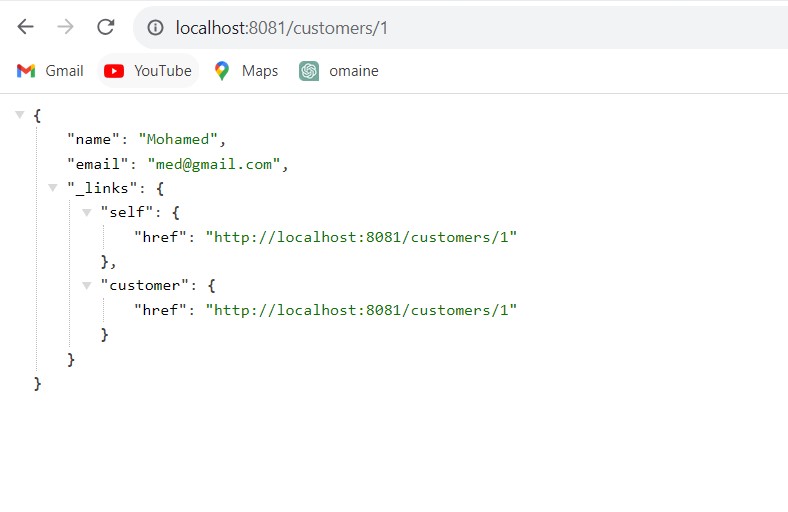 localhost:8081/customers/1
Gmail YouTube Maps omaine
{
"name": "Mohamed",
"email": "med@gmail.com",
"_links": {
"self": {
"href": "http://localhost:8081/customers/1"
},
"customer": {
"href": "http://localhost:8081/customers/1"
}
}
}